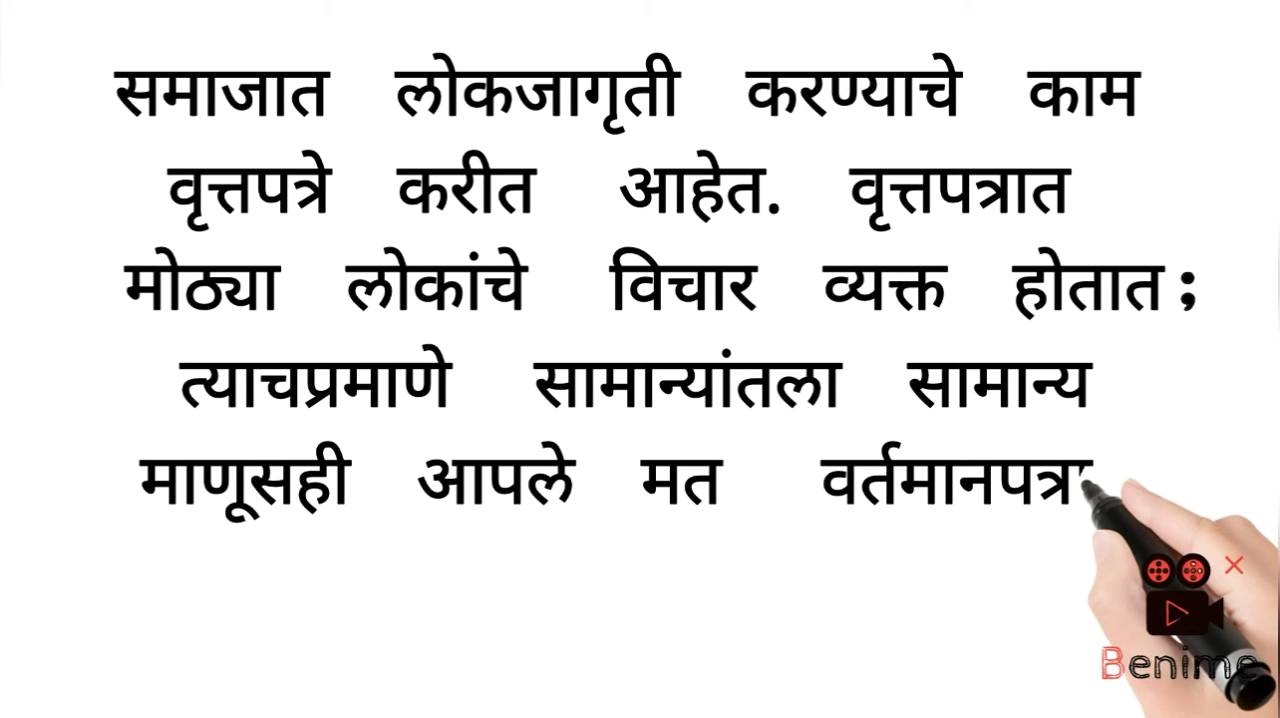 समाजात लोकजागृती करण्याचे काम
वृत्तपत्रे करीत आहेत. वृत्तपत्रात
मोठ्या लोकांचे विचार व्यक्त होतात;
त्याचप्रमाणे सामान्यांतला सामान्य
माणूसही आपले मत वर्तमानपत्रा
Benime